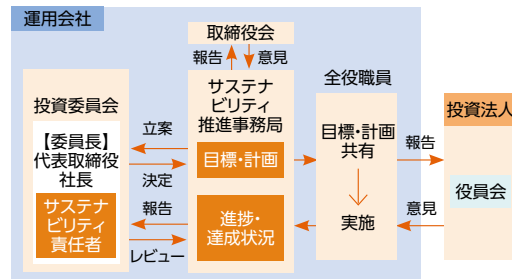 運用会社
取締役会
報告
意見
投資委員会
【委員長】
代表取締役
社長
サステナ
ビリティ
責任者
立案
決定
報告
レビュー
サステナ
ビリティ
推進事務局
目標・計画
進捗・
達成状況
全役職員
目標・計画
共有
実施
報告
意見
投資法人
役員会